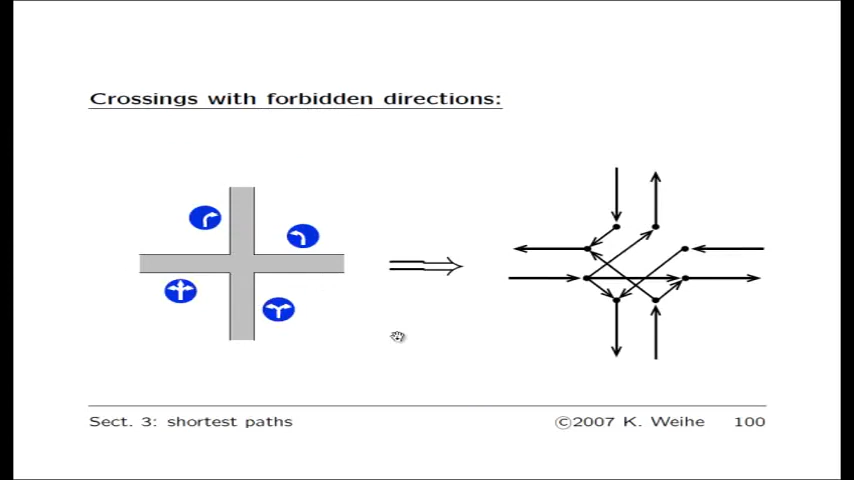 Crossings with forbidden directions:
Sect. 3: shortest paths
©2007 K. Weihe 100